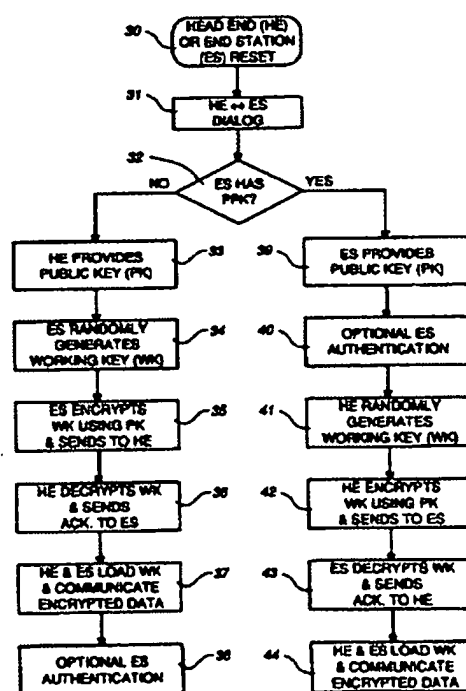 30
HEAD END (HE)
OR END STATION
(ES) RESET
31
HE ↔ ES
DIALOG
32
ES HAS
PPK?
NO
YES
HE PROVIDES
PUBLIC KEY (PK)
33
ES RANDOMLY
GENERATES
WORKING KEY (WK)
34
ES ENCRYPTS
WK USING PK
& SENDS TO HE
35
HE DECRYPTS WK
& SENDS
ACK. TO ES
36
HE & ES LOAD WK
& COMMUNICATE
ENCRYPTED DATA
37
OPTIONAL ES
AUTHENTICATION
38
39
ES PROVIDES
PUBLIC KEY (PK)
40
OPTIONAL ES
AUTHENTICATION
41
HE RANDOMLY
GENERATES
WORKING KEY (WK)
42
HE ENCRYPTS
WK USING PK
& SENDS TO ES
43
ES DECRYPTS WK
& SENDS
ACK. TO HE
44
HE & ES LOAD WK
& COMMUNICATE
ENCRYPTED DATA